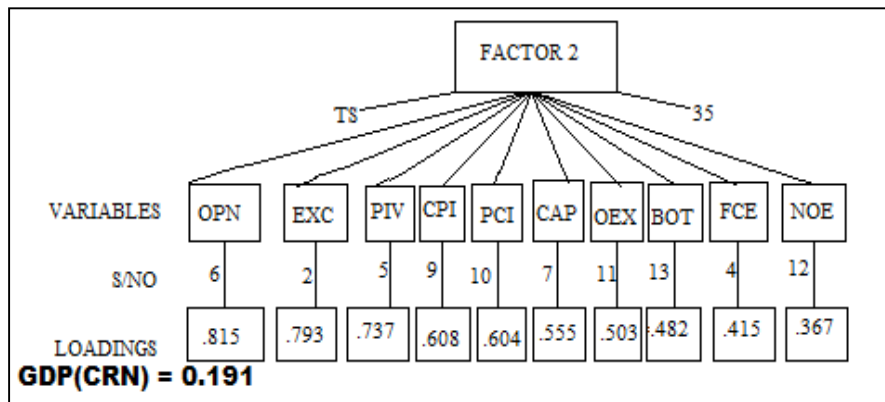 FACTOR 2
TS 35
VARIABLES OPN EXC PIV CPI PCI CAP OEX BOT FCE NOE
S/NO 6 2 5 9 10 7 11 13 4 12
LOADINGS .815 .793 .737 .608 .604 .555 .503 -.482 .415 .367
GDP(CRN) = 0.191